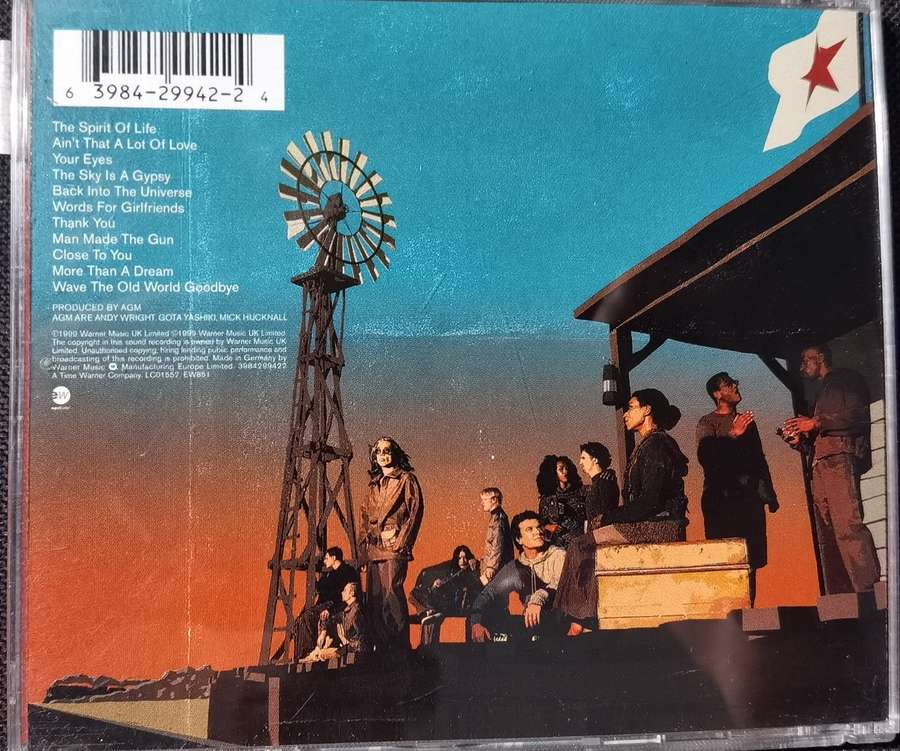 6 3984-29942-2 4
The Spirit Of Life
Ain't That A Lot Of Love
Your Eyes
The Sky Is A Gypsy
Back Into The Universe
Words For Girlfriends
Thank You
Man Made The Gun
Close To You
More Than A Dream
Wave The Old World Goodbye
PRODUCED BY AGM
AGM ARE ANDY WRIGHT, GOTA YASHIKI, MICK HUCKNALL
℗1999 Warner Music UK Limited ©1999 Warner Music UK Limited
The copyright in this sound recording is owned by Warner Music UK
Limited. Unauthorised copying, hiring lending public performance and
broadcasting of this recording is prohibited. Made in Germany by
Warner Music Manufacturing Europe Limited. 3984299422
A Time Warner Company. LC01557 EW851
ew